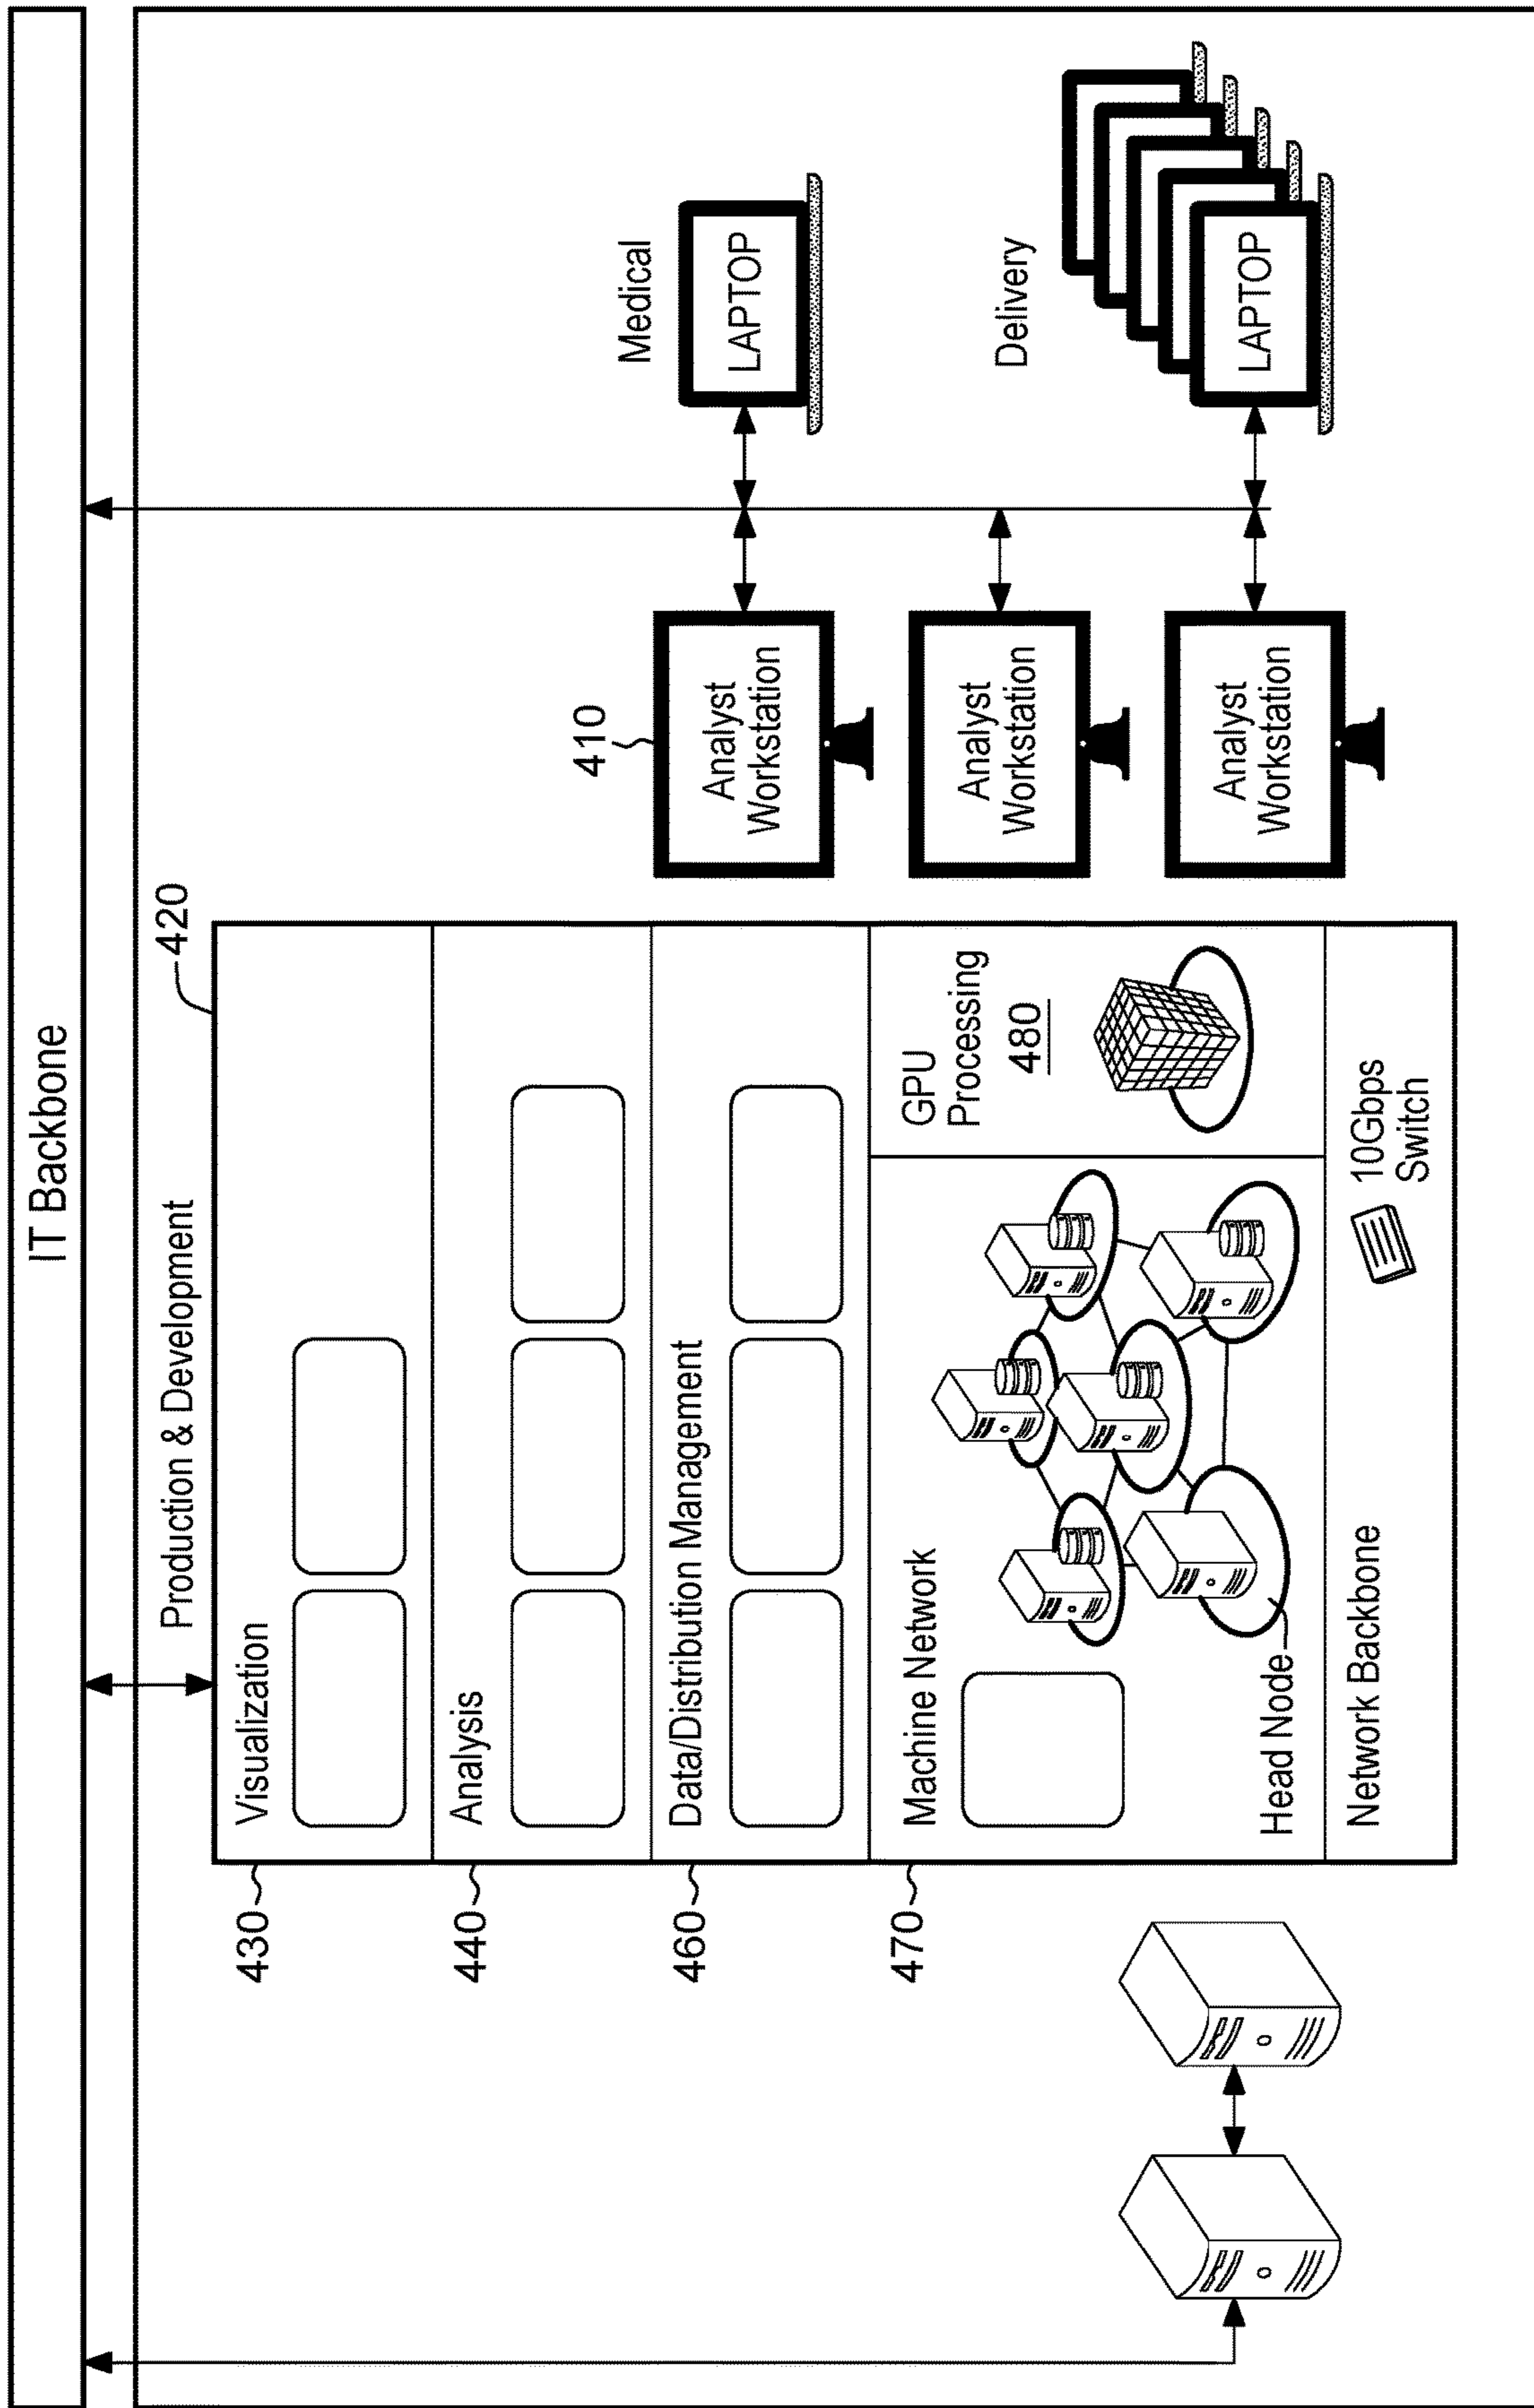 IT Backbone
Production & Development
420
430
Visualization
440
Analysis
460
Data/Distribution Management
470
Machine Network
Head Node
GPU
Processing
480
Network Backbone
10Gbps
Switch
410
Analyst
Workstation
Analyst
Workstation
Analyst
Workstation
Medical
LAPTOP
Delivery
LAPTOP